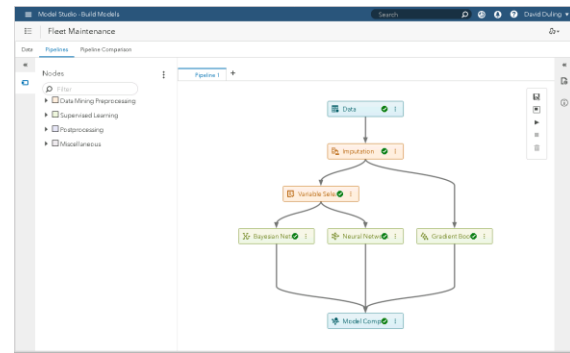 Model Studio - Build Models
Search
David Duling
Fleet Maintenance
Data
Pipelines
Pipeline Comparison
Nodes
Filter
Data Mining Preprocessing
Supervised Learning
Postprocessing
Miscellaneous
Pipeline 1 +
Data
Imputation
Variable Sele
Bayesian Net
Neural Netw
Gradient Boo
Model Comp